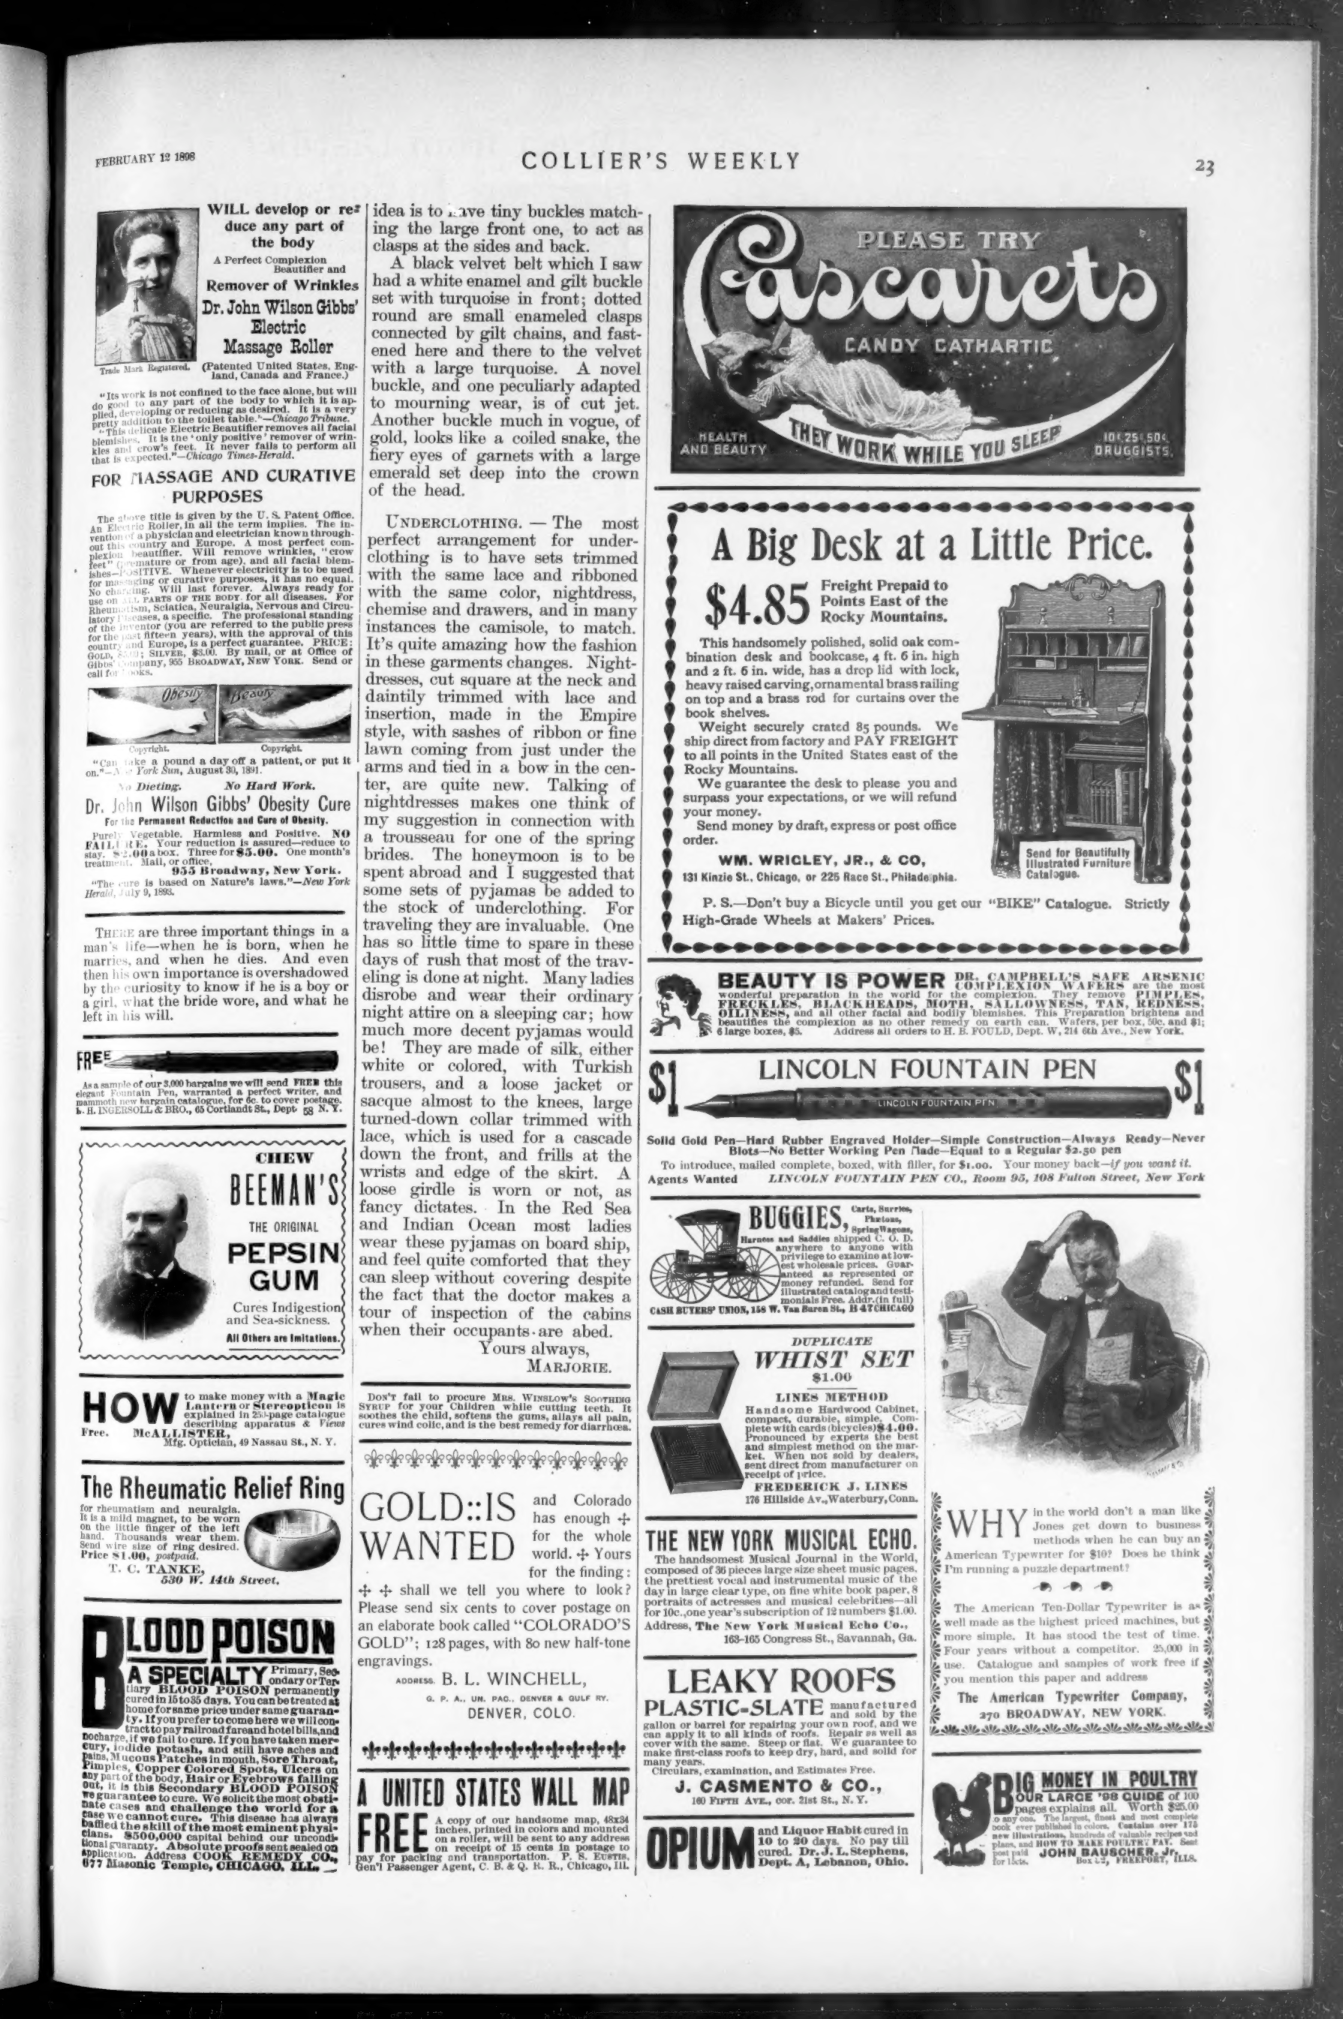 FEBRUARY 12 1898
COLLIER'S WEEKLY
23
WILL develop or re-
duce any part of
the body
A Perfect Complexion
Beautifier and
Remover of Wrinkles
Dr. John Wilson Gibbs'
Electric
Massage Roller
Trade Mark Registered.
(Patented United States, Eng-
land, Canada and France.)
"Its work is not confined to the face alone, but will
do good to any part of the body to which it is ap-
plied, developing or reducing as desired. It is a very
pretty addition to the toilet table."—Chicago Tribune.
"This delicate Electric Beautifier removes all facial
blemishes. It is the 'only positive' remover of wrin-
kles and crow's feet. It never fails to perform all
that is expected."—Chicago Times-Herald.
FOR MASSAGE AND CURATIVE
PURPOSES
The above title is given by the U. S. Patent Office.
An Electric Roller in all the term implies. The in-
vention of a physician and electrician known through-
out this country and Europe. A most perfect com-
plexion beautifier. Will remove wrinkles, "crow
feet" (premature or from age), and all facial blem-
ishes—POSITIVE. Whenever electricity is to be used
for massaging or curative purposes, it has no equal.
No charging. Will last forever. Always ready for
use on ALL PARTS OF THE BODY, for all diseases. For
Rheumatism, Sciatica, Neuralgia, Nervous and Circu-
latory Diseases, a specific. The professional standing
of the inventor (you are referred to the public press
for the past fifteen years), with the approval of this
country and Europe, is a perfect guarantee. PRICE:
GOLD, SILVER, $3.00. By mail, or at Office of
Gibbs' Company, 955 BROADWAY, NEW YORK. Send or
call for Books.
Obesity Beauty
Copyright. Copyright.
"Can take a pound a day off a patient, or put it
on."—New York Sun, August 30, 1891.
No Dieting. No Hard Work.
Dr. John Wilson Gibbs' Obesity Cure
For the Permanent Reduction and Cure of Obesity.
Purely Vegetable. Harmless and Positive. NO
FAILURE. Your reduction is assured—reduce to
stay. $2.00 a box. Three for $5.00. One month's
treatment. Mail, or office,
955 Broadway, New York.
"The cure is based on Nature's laws."—New York
Herald, July 9, 1893.
THERE are three important things in a
man's life—when he is born, when he
marries, and when he dies. And even
then his own importance is overshadowed
by the curiosity to know if he is a boy or
a girl, what the bride wore, and what he
left in his will.
FREE
As a sample of our 3,000 bargains we will send FREE this
elegant Fountain Pen, warranted a perfect writer, and
mammoth new bargain catalogue, for 6c. to cover postage.
R. H. INGERSOLL & BRO., 65 Cortlandt St., Dept 58 N. Y.
CHEW
BEEMAN'S
THE ORIGINAL
PEPSIN
GUM
Cures Indigestion
and Sea-sickness.
All Others are Imitations.
HOW to make money with a Magic
Lantern or Stereopticon is
explained in 250-page catalogue
describing apparatus & Views
Free. McALLISTER,
Mfg. Optician, 49 Nassau St., N. Y.
The Rheumatic Relief Ring
for rheumatism and neuralgia.
It is a mild magnet, to be worn
on the little finger of the left
hand. Thousands wear them.
Send wire size of ring desired.
Price $1.00, postpaid.
T. C. TANKE,
530 W. 14th Street.
BLOOD POISON
A SPECIALTY Primary, Sec-
ondary or Ter-
tiary BLOOD POISON permanently
cured in 15 to 35 days. You can be treated at
home for same price under same guaran-
ty. If you prefer to come here we will con-
tract to pay railroad fare and hotel bills, and
nocharge, if we fail to cure. If you have taken mer-
cury, iodide potash, and still have aches and
pains, Mucous Patches in mouth, Sore Throat,
Pimples, Copper Colored Spots, Ulcers on
any part of the body, Hair or Eyebrows falling
out, it is this Secondary BLOOD POISON
we guarantee to cure. We solicit the most obsti-
nate cases and challenge the world for a
case we cannot cure. This disease has always
baffled the skill of the most eminent physi-
cians. $500,000 capital behind our uncondi-
tional guaranty. Absolute proofs sent sealed on
application. Address COOK REMEDY CO.,
677 Masonic Temple, CHICAGO, ILL.
idea is to have tiny buckles match-
ing the large front one, to act as
clasps at the sides and back.
A black velvet belt which I saw
had a white enamel and gilt buckle
set with turquoise in front; dotted
round are small enameled clasps
connected by gilt chains, and fast-
ened here and there to the velvet
with a large turquoise. A novel
buckle, and one peculiarly adapted
to mourning wear, is of cut jet.
Another buckle much in vogue, of
gold, looks like a coiled snake, the
fiery eyes of garnets with a large
emerald set deep into the crown
of the head.
UNDERCLOTHING. — The most
perfect arrangement for under-
clothing is to have sets trimmed
with the same lace and ribboned
with the same color, nightdress,
chemise and drawers, and in many
instances the camisole, to match.
It's quite amazing how the fashion
in these garments changes. Night-
dresses, cut square at the neck and
daintily trimmed with lace and
insertion, made in the Empire
style, with sashes of ribbon or fine
lawn coming from just under the
arms and tied in a bow in the cen-
ter, are quite new. Talking of
nightdresses makes one think of
my suggestion in connection with
a trousseau for one of the spring
brides. The honeymoon is to be
spent abroad and I suggested that
some sets of pyjamas be added to
the stock of underclothing. For
traveling they are invaluable. One
has so little time to spare in these
days of rush that most of the trav-
eling is done at night. Many ladies
disrobe and wear their ordinary
night attire on a sleeping car; how
much more decent pyjamas would
be! They are made of silk, either
white or colored, with Turkish
trousers, and a loose jacket or
sacque almost to the knees, large
turned-down collar trimmed with
lace, which is used for a cascade
down the front, and frills at the
wrists and edge of the skirt. A
loose girdle is worn or not, as
fancy dictates. In the Red Sea
and Indian Ocean most ladies
wear these pyjamas on board ship,
and feel quite comforted that they
can sleep without covering despite
the fact that the doctor makes a
tour of inspection of the cabins
when their occupants are abed.
Yours always,
MARJORIE.
DON'T fail to procure MRS. WINSLOW'S SOOTHING
SYRUP for your Children while cutting teeth. It
soothes the child, softens the gums, allays all pain,
cures wind colic, and is the best remedy for diarrhœa.
GOLD::IS
WANTED
and Colorado
has enough
for the whole
world. Yours
for the finding:
shall we tell you where to look?
Please send six cents to cover postage on
an elaborate book called "COLORADO'S
GOLD"; 128 pages, with 80 new half-tone
engravings.
ADDRESS B. L. WINCHELL,
G. P. A., UN. PAC., DENVER & GULF RY.
DENVER, COLO.
A UNITED STATES WALL MAP
FREE A copy of our handsome map, 48x34
inches, printed in colors and mounted
on a roller, will be sent to any address
on receipt of 15 cents in postage to
pay for packing and transportation. P. S. EUSTIS,
Gen'l Passenger Agent, C. B. & Q. R. R., Chicago, Ill.
PLEASE TRY
Cascarets
CANDY CATHARTIC
THEY WORK WHILE YOU SLEEP
HEALTH
AND BEAUTY
10¢, 25¢, 50¢.
DRUGGISTS.
A Big Desk at a Little Price.
$4.85
Freight Prepaid to
Points East of the
Rocky Mountains.
This handsomely polished, solid oak com-
bination desk and bookcase, 4 ft. 6 in. high
and 2 ft. 6 in. wide, has a drop lid with lock,
heavy raised carving, ornamental brass railing
on top and a brass rod for curtains over the
book shelves.
Weight securely crated 85 pounds. We
ship direct from factory and PAY FREIGHT
to all points in the United States east of the
Rocky Mountains.
We guarantee the desk to please you and
surpass your expectations, or we will refund
your money.
Send money by draft, express or post office
order.
WM. WRIGLEY, JR., & CO,
131 Kinzie St., Chicago, or 225 Race St., Philadelphia.
Send for Beautifully
Illustrated Furniture
Catalogue.
P. S.—Don't buy a Bicycle until you get our "BIKE" Catalogue. Strictly
High-Grade Wheels at Makers' Prices.
BEAUTY IS POWER DR. CAMPBELL'S SAFE ARSENIC
COMPLEXION WAFERS are the most
wonderful preparation in the world for the complexion. They remove PIMPLES,
FRECKLES, BLACKHEADS, MOTH, SALLOWNESS, TAN, REDNESS,
OILINESS, and all other facial and bodily blemishes. This Preparation brightens and
beautifies the complexion as no other remedy on earth can. Wafers, per box, 50c. and $1;
6 large boxes, $5. Address all orders to H. B. FOULD, Dept. W, 214 6th Ave., New York.
$1 LINCOLN FOUNTAIN PEN $1
LINCOLN FOUNTAIN PEN
Solid Gold Pen—Hard Rubber Engraved Holder—Simple Construction—Always Ready—Never
Blots—No Better Working Pen Made—Equal to a Regular $2.50 pen
To introduce, mailed complete, boxed, with filler, for $1.00. Your money back—if you want it.
Agents Wanted LINCOLN FOUNTAIN PEN CO., Room 95, 108 Fulton Street, New York
BUGGIES, Carts, Surries,
Phætons,
Spring Wagons,
Harness and Saddles shipped C. O. D.
anywhere to anyone with
privilege to examine at low-
est wholesale prices. Guar-
anteed as represented or
money refunded. Send for
illustrated catalog and testi-
monials Free. Addr. (in full)
CASH BUYERS' UNION, 158 W. Van Buren St., B 47 CHICAGO
DUPLICATE
WHIST SET
$1.00
LINES METHOD
Handsome Hardwood Cabinet,
compact, durable, simple. Com-
plete with cards (bicycles) $4.00.
Pronounced by experts the best
and simplest method on the mar-
ket. When not sold by dealers,
sent direct from manufacturer on
receipt of price.
FREDERICK J. LINES
176 Hillside Av., Waterbury, Conn.
THE NEW YORK MUSICAL ECHO.
The handsomest Musical Journal in the World,
composed of 36 pieces large size sheet music pages,
the prettiest vocal and instrumental music of the
day in large clear type, on fine white book paper, 8
portraits of actresses and musical celebrities—all
for 10c., one year's subscription of 12 numbers $1.00.
Address, The New York Musical Echo Co.,
163-165 Congress St., Savannah, Ga.
LEAKY ROOFS
PLASTIC-SLATE manufactured
and sold by the
gallon or barrel for repairing your own roof, and we
can apply it to all kinds of roofs. Repair as well as
cover with the same. Steep or flat. We guarantee to
make first-class roofs to keep dry, hard, and solid for
many years.
Circulars, examination, and Estimates Free.
J. CASMENTO & CO.,
160 FIFTH AVE., cor. 21st St., N. Y.
OPIUM and Liquor Habit cured in
10 to 20 days. No pay till
cured. Dr. J. L. Stephens,
Dept. A, Lebanon, Ohio.
WHY in the world don't a man like
Jones get down to business
methods when he can buy an
American Typewriter for $10? Does he think
I'm running a puzzle department?
The American Ten-Dollar Typewriter is as
well made as the highest priced machines, but
more simple. It has stood the test of time.
Four years without a competitor. 25,000 in
use. Catalogue and samples of work free if
you mention this paper and address
The American Typewriter Company,
270 BROADWAY, NEW YORK.
BIG MONEY IN POULTRY
OUR LARGE '98 GUIDE of 100
pages explains all. Worth $25.00
to any one. The largest, finest and most complete
book ever published in colors. Contains over 175
new illustrations, hundreds of valuable recipes and
plans, and HOW TO MAKE POULTRY PAY. Sent
post paid for 15cts. JOHN BAUSCHER, Jr.
FREEPORT, ILLS.